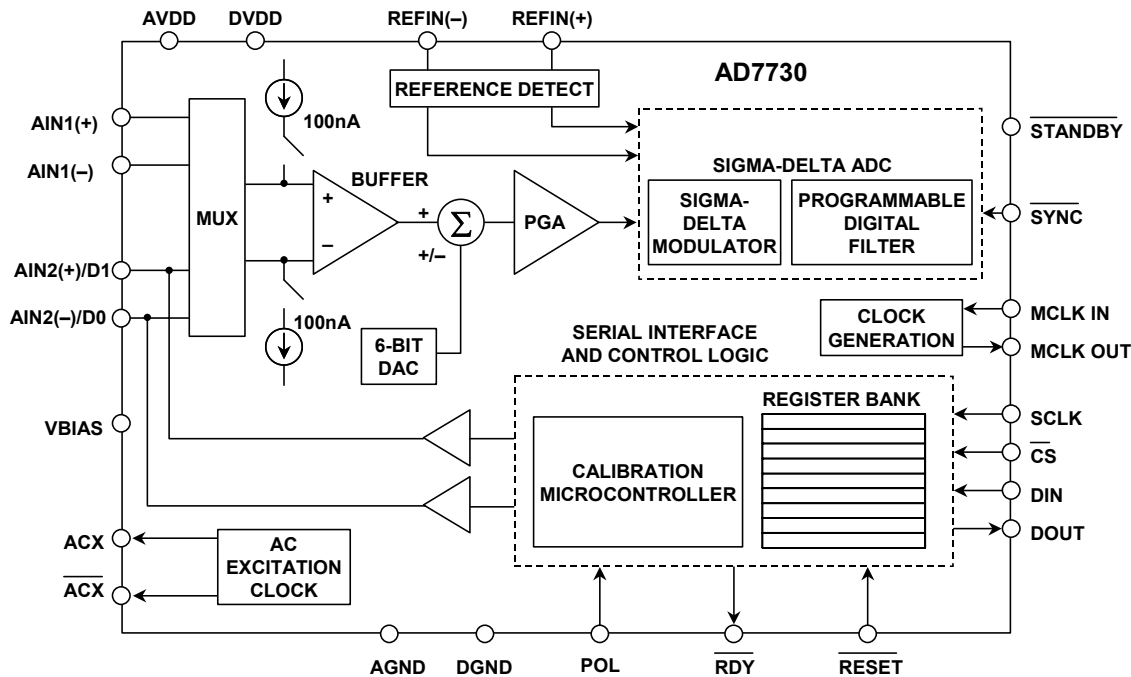 AVDD DVDD REFIN(–) REFIN(+)
AD7730
REFERENCE DETECT
AIN1(+)
100nA
STANDBY
AIN1(–)
SIGMA-DELTA ADC
BUFFER
MUX
+
–
+
+/–
Σ
PGA
SIGMA-
DELTA
MODULATOR
PROGRAMMABLE
DIGITAL
FILTER
SYNC
AIN2(+)/D1
AIN2(–)/D0
100nA
6-BIT
DAC
SERIAL INTERFACE
AND CONTROL LOGIC
CLOCK
GENERATION
MCLK IN
MCLK OUT
VBIAS
REGISTER BANK
SCLK
CS
CALIBRATION
MICROCONTROLLER
DIN
DOUT
ACX
AC
EXCITATION
CLOCK
ACX
AGND DGND POL RDY RESET